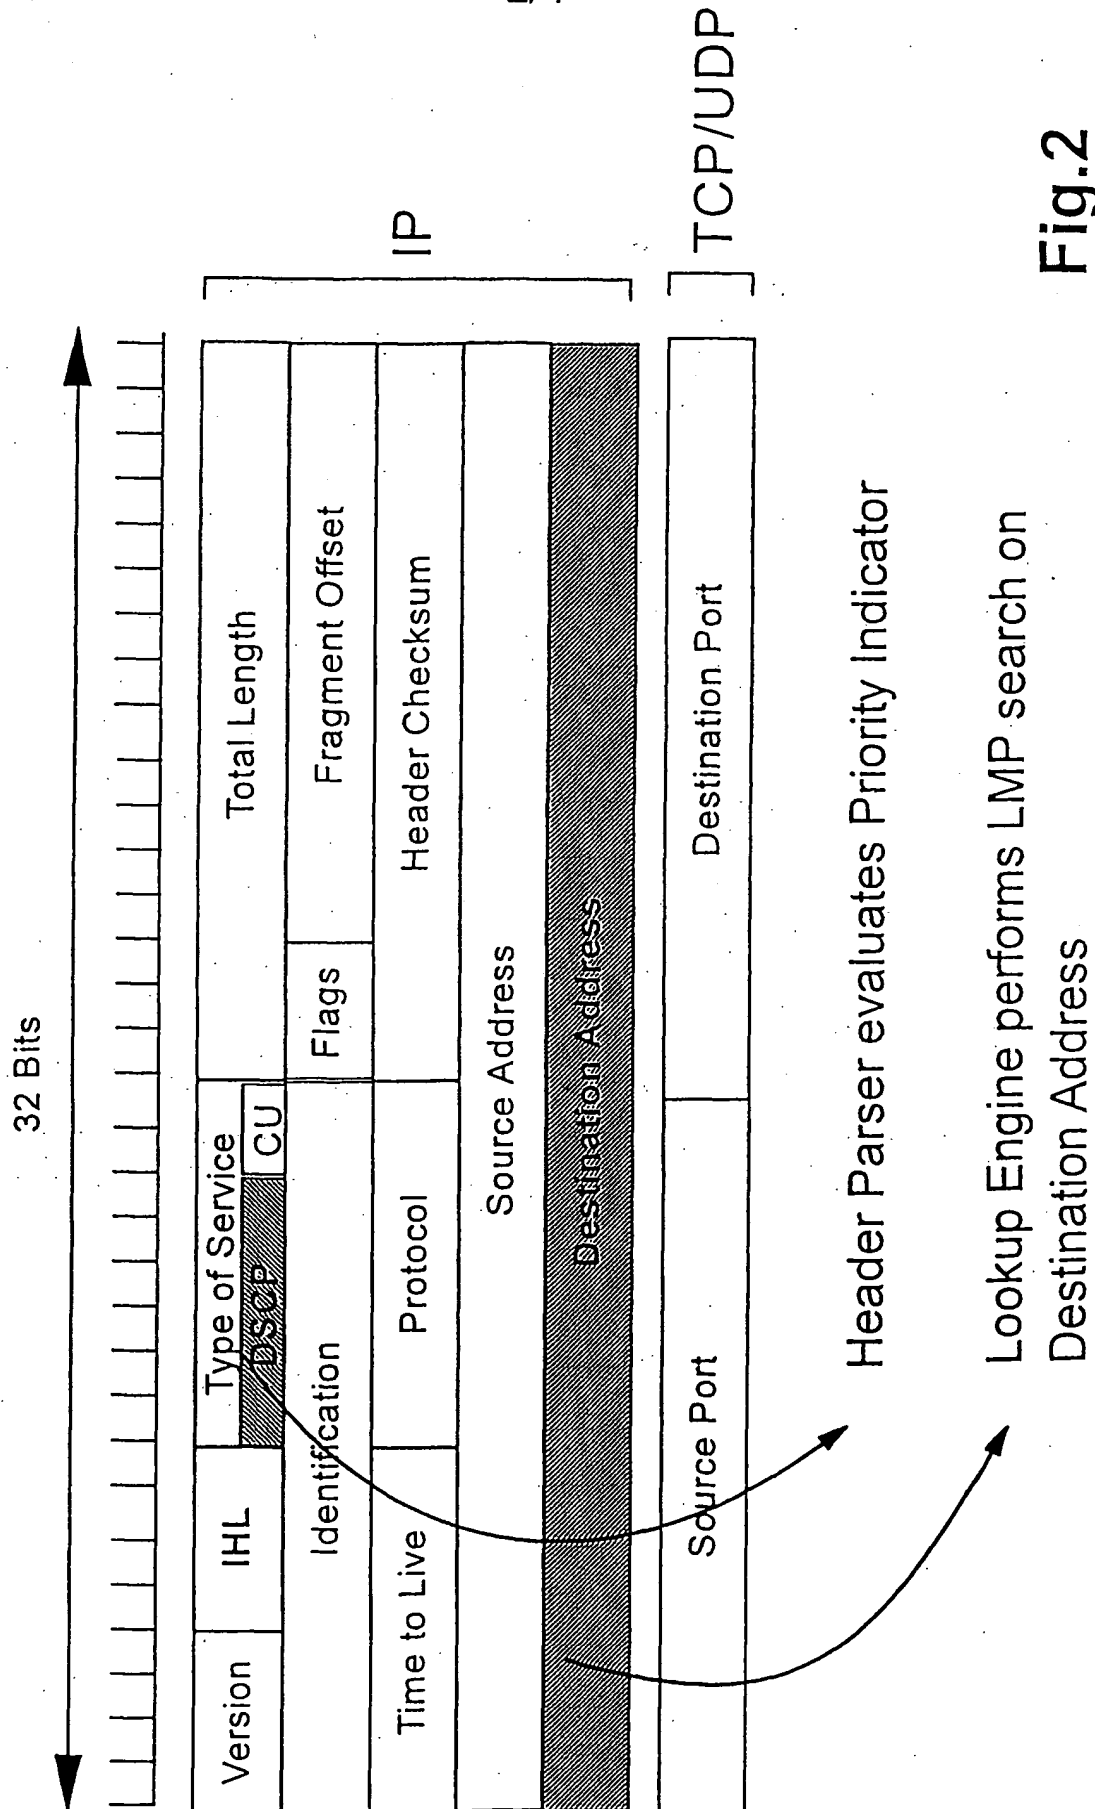 32 Bits
Version
IHL
Type of Service
DSCP
CU
Total Length
Identification
Flags
Fragment Offset
Time to Live
Protocol
Header Checksum
Source Address
Destination Address
IP
Source Port
Destination Port
TCP/UDP
Header Parser evaluates Priority Indicator
Lookup Engine performs LMP search on
Destination Address
Fig.2